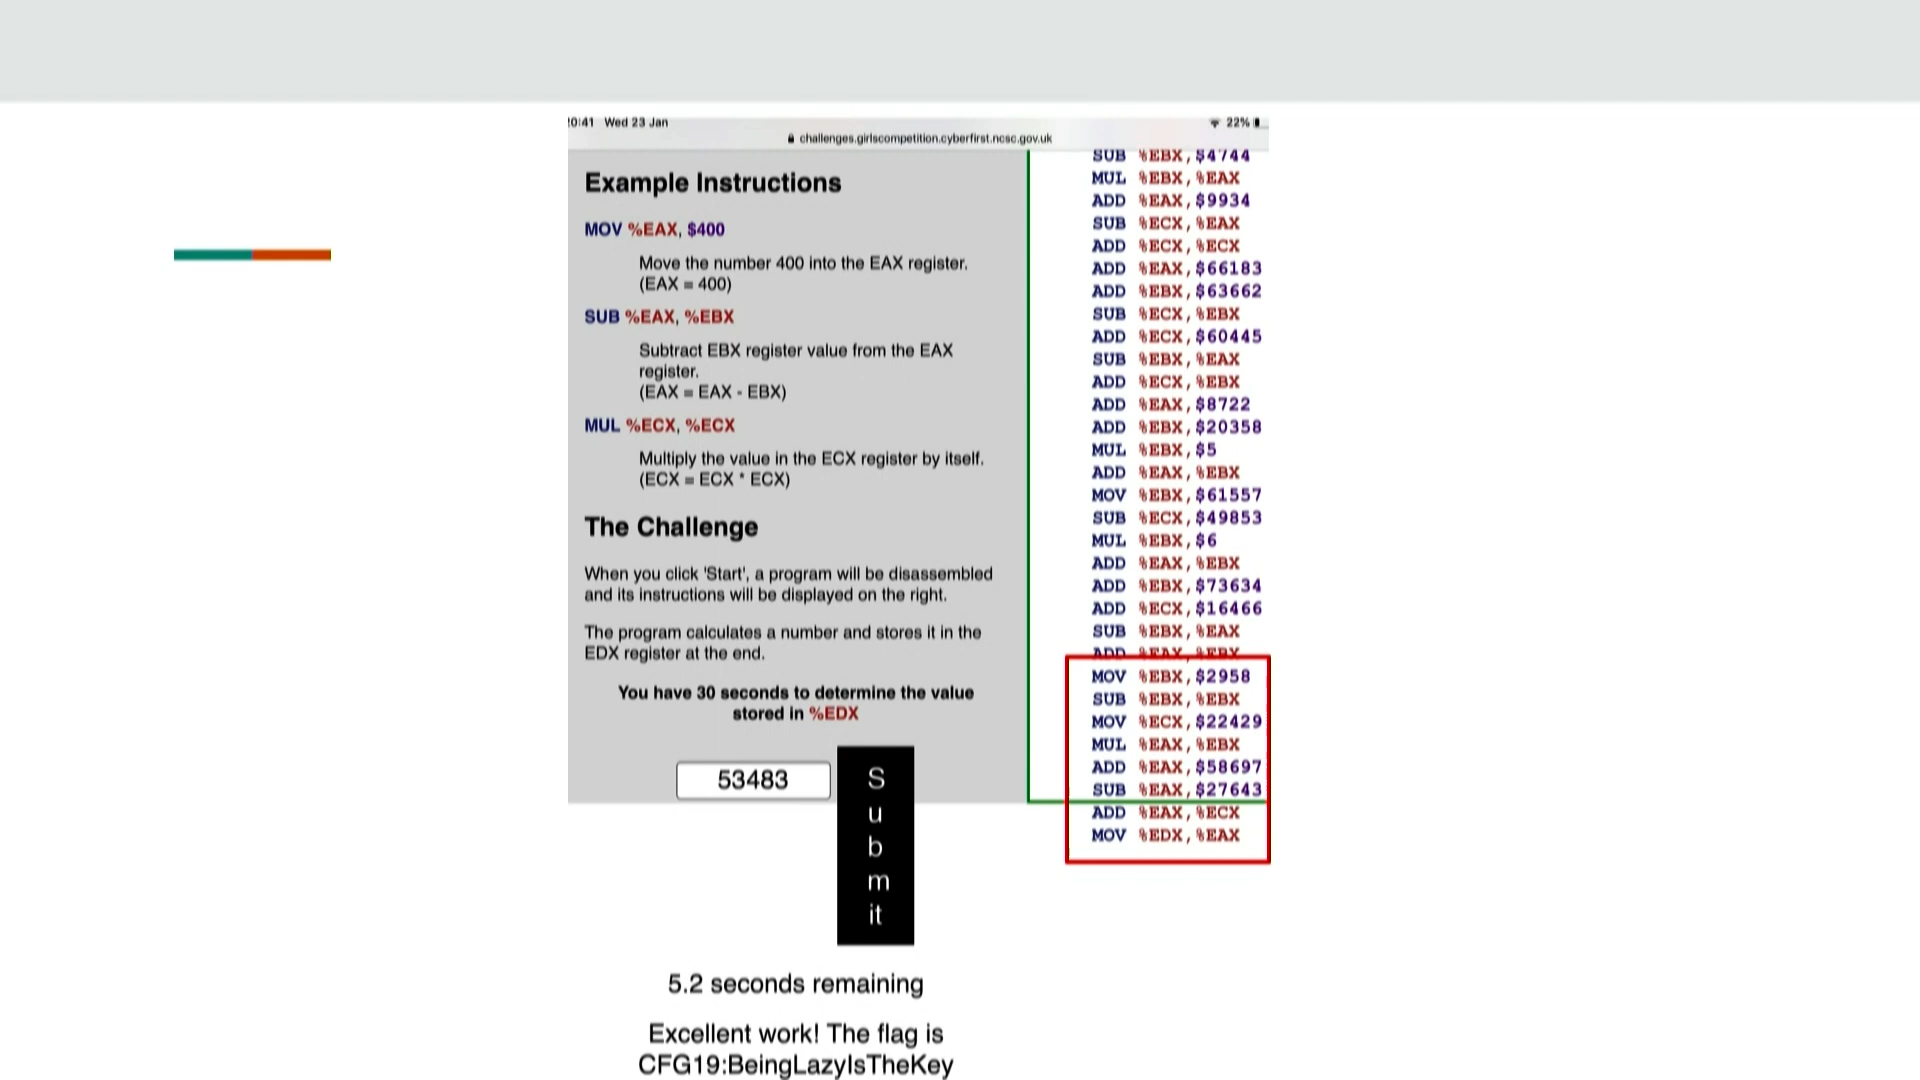 20:41 Wed 23 Jan
22%
challenges.girlscompetition.cyberfirst.ncsc.gov.uk
Example Instructions
MOV %EAX, $400
Move the number 400 into the EAX register.
(EAX = 400)
SUB %EAX, %EBX
Subtract EBX register value from the EAX
register.
(EAX = EAX - EBX)
MUL %ECX, %ECX
Multiply the value in the ECX register by itself.
(ECX = ECX * ECX)
The Challenge
When you click 'Start', a program will be disassembled
and its instructions will be displayed on the right.
The program calculates a number and stores it in the
EDX register at the end.
You have 30 seconds to determine the value
stored in %EDX
53483
S
u
b
m
it
5.2 seconds remaining
Excellent work! The flag is
CFG19:BeingLazyIsTheKey
SUB %EBX,$4744
MUL %EBX,%EAX
ADD %EAX,$9934
SUB %ECX,%EAX
ADD %ECX,%ECX
ADD %EAX,$66183
ADD %EBX,$63662
SUB %ECX,%EBX
ADD %ECX,$60445
SUB %EBX,%EAX
ADD %ECX,%EBX
ADD %EAX,$8722
ADD %EBX,$20358
MUL %EBX,$5
ADD %EAX,%EBX
MOV %EBX,$61557
SUB %ECX,$49853
MUL %EBX,$6
ADD %EAX,%EBX
ADD %EBX,$73634
ADD %ECX,$16466
SUB %EBX,%EAX
ADD %EAX,%EBX
MOV %EBX,$2958
SUB %EBX,%EBX
MOV %ECX,$22429
MUL %EAX,%EBX
ADD %EAX,$58697
SUB %EAX,$27643
ADD %EAX,%ECX
MOV %EDX,%EAX